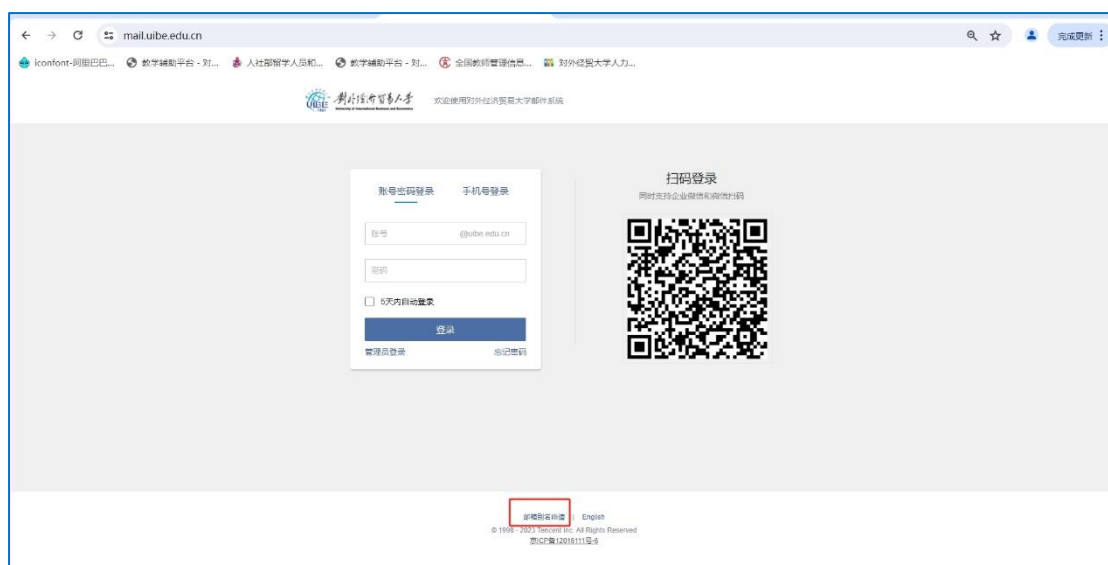 mail.uibe.edu.cn
完成更新
iconfont-阿里巴巴...
教学辅助平台 - 对...
人社部留学人员和...
教学辅助平台 - 对...
全国教师管理信息...
对外经贸大学人力...
UIBE 对外经济贸易大学 欢迎使用对外经济贸易大学邮件系统
University of International Business and Economics
账号密码登录 手机号登录
账号 @uibe.edu.cn
密码
5天内自动登录
登录
管理员登录 忘记密码
扫码登录
同时支持企业微信和微信扫码
邮箱别名申请 | English
© 1998 - 2023 Tencent Inc. All Rights Reserved
京ICP备12016111号-6